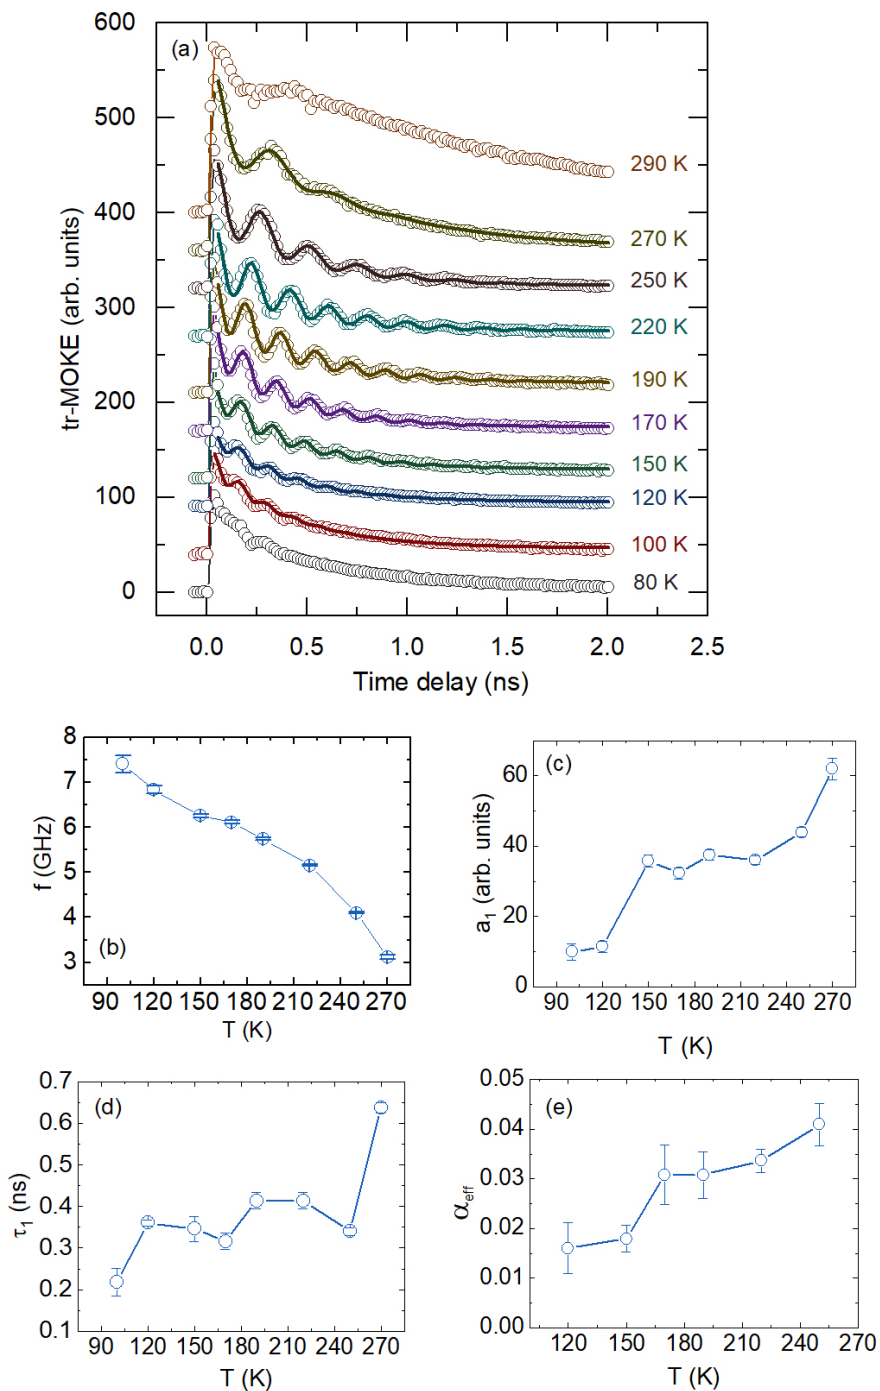 600
(a)
500
290 K
400
270 K
250 K
300
220 K
190 K
200
170 K
150 K
100
120 K
100 K
0
80 K
tr-MOKE (arb. units)
0.0 0.5 1.0 1.5 2.0 2.5
Time delay (ns)
8
7
6
5
4
3
f (GHz)
(b)
90 120 150 180 210 240 270
T (K)
(c)
60
40
20
0
a₁ (arb. units)
90 120 150 180 210 240 270
T (K)
0.7
(d)
0.6
0.5
0.4
0.3
0.2
0.1
τ₁ (ns)
90 120 150 180 210 240 270
T (K)
0.05
(e)
0.04
0.03
0.02
0.01
0.00
α_eff
120 150 180 210 240 270
T (K)